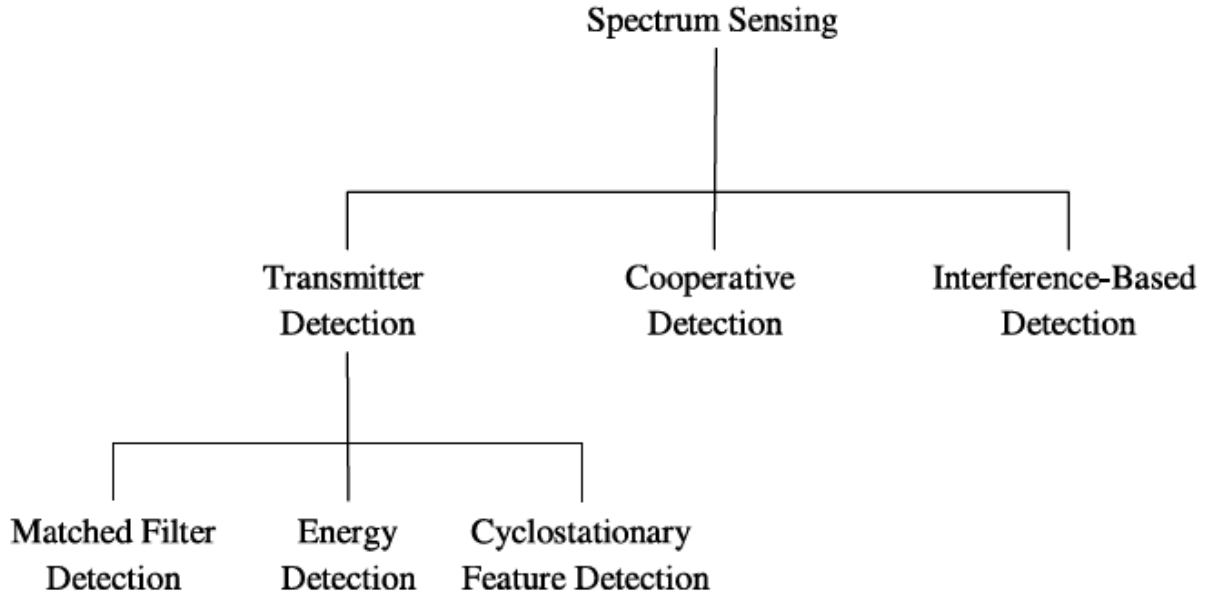 Spectrum Sensing
Transmitter
Detection
Cooperative
Detection
Interference-Based
Detection
Matched Filter
Detection
Energy
Detection
Cyclostationary
Feature Detection